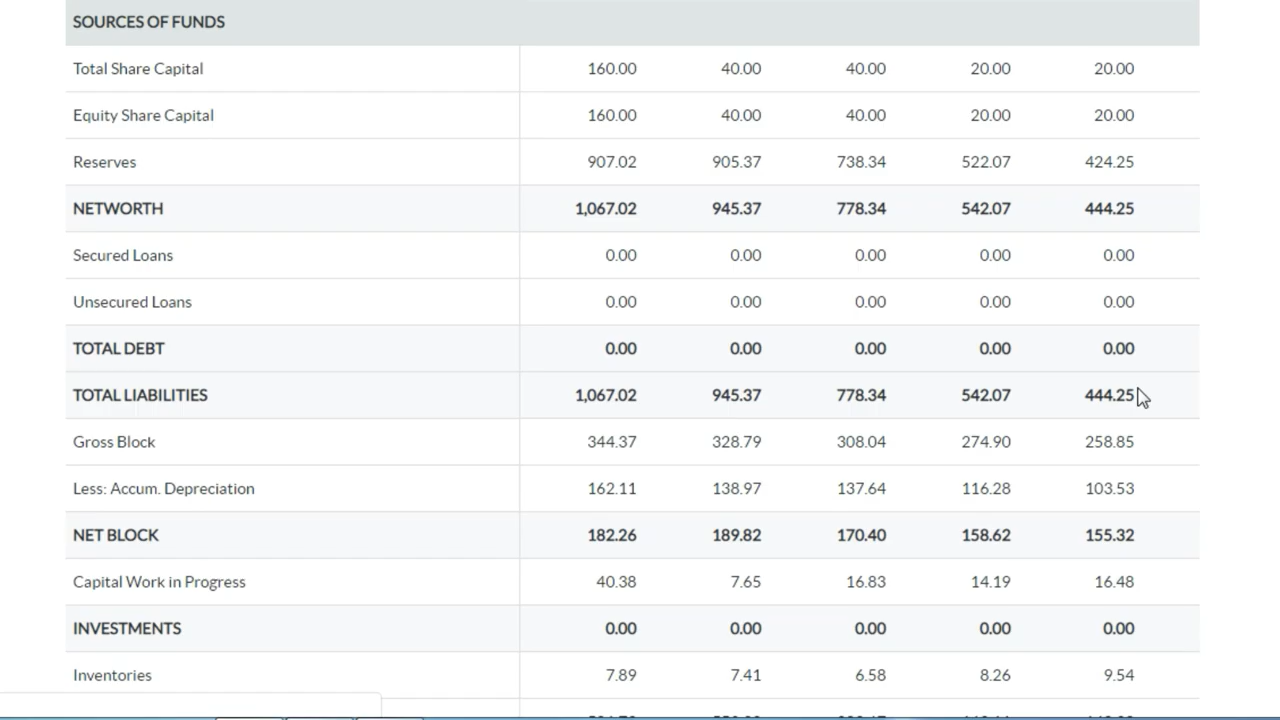 SOURCES OF FUNDS
Total Share Capital 160.00 40.00 40.00 20.00 20.00
Equity Share Capital 160.00 40.00 40.00 20.00 20.00
Reserves 907.02 905.37 738.34 522.07 424.25
NETWORTH 1,067.02 945.37 778.34 542.07 444.25
Secured Loans 0.00 0.00 0.00 0.00 0.00
Unsecured Loans 0.00 0.00 0.00 0.00 0.00
TOTAL DEBT 0.00 0.00 0.00 0.00 0.00
TOTAL LIABILITIES 1,067.02 945.37 778.34 542.07 444.25
Gross Block 344.37 328.79 308.04 274.90 258.85
Less: Accum. Depreciation 162.11 138.97 137.64 116.28 103.53
NET BLOCK 182.26 189.82 170.40 158.62 155.32
Capital Work in Progress 40.38 7.65 16.83 14.19 16.48
INVESTMENTS 0.00 0.00 0.00 0.00 0.00
Inventories 7.89 7.41 6.58 8.26 9.54